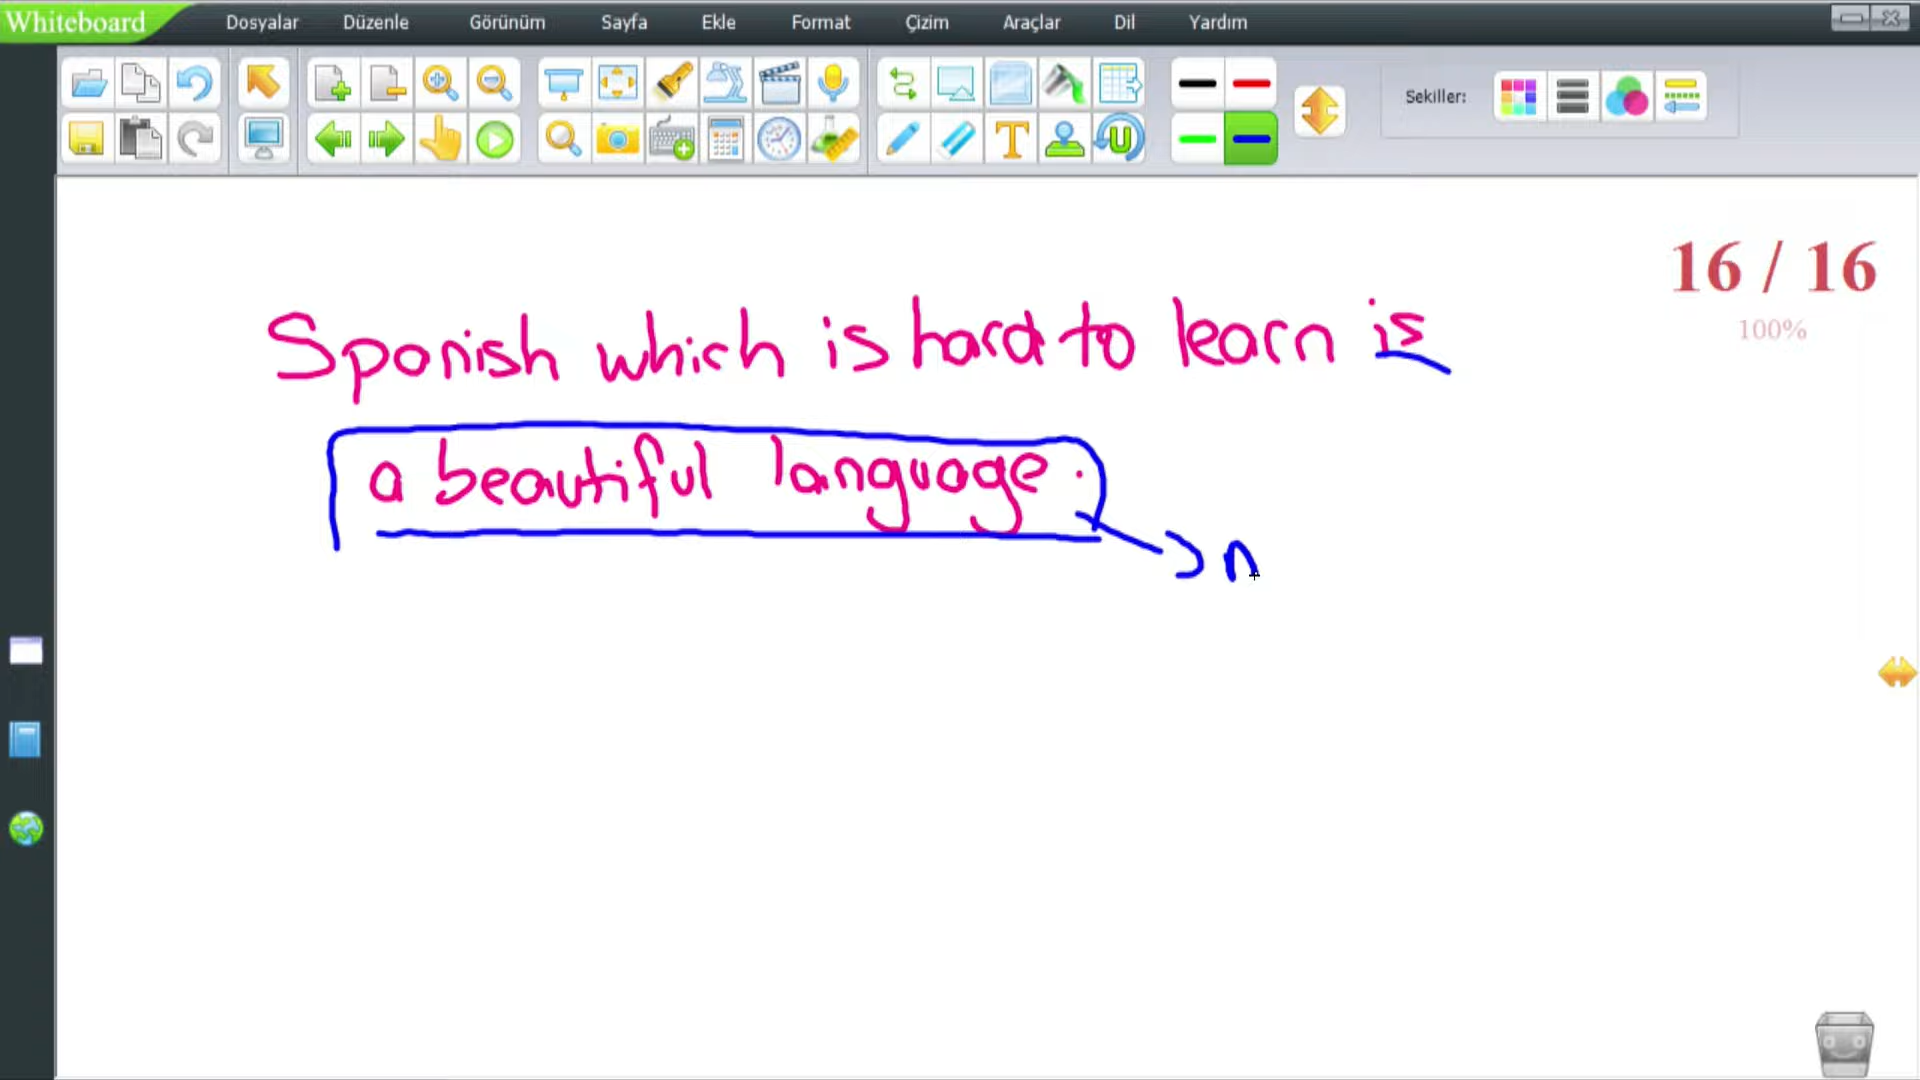 Whiteboard
Dosyalar Düzenle Görünüm Sayfa Ekle Format Çizim Araçlar Dil Yardım
Sekiller:
16 / 16
100%
Spanish which is hard to learn is
a beautiful language.
n